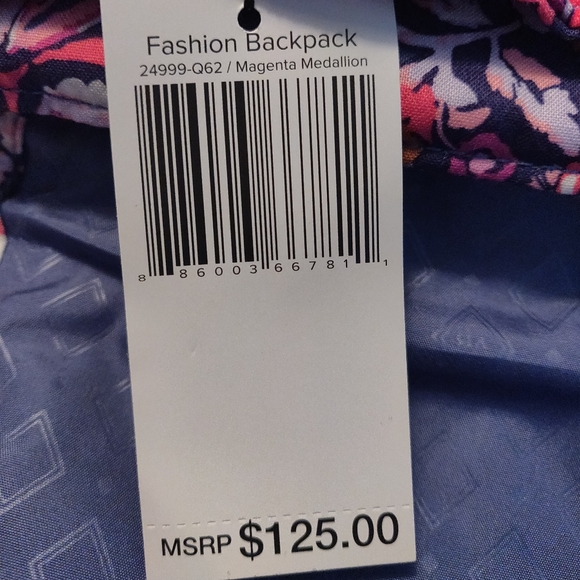 Fashion Backpack
24999-Q62 / Magenta Medallion
8 86003 66781 1
MSRP $125.00